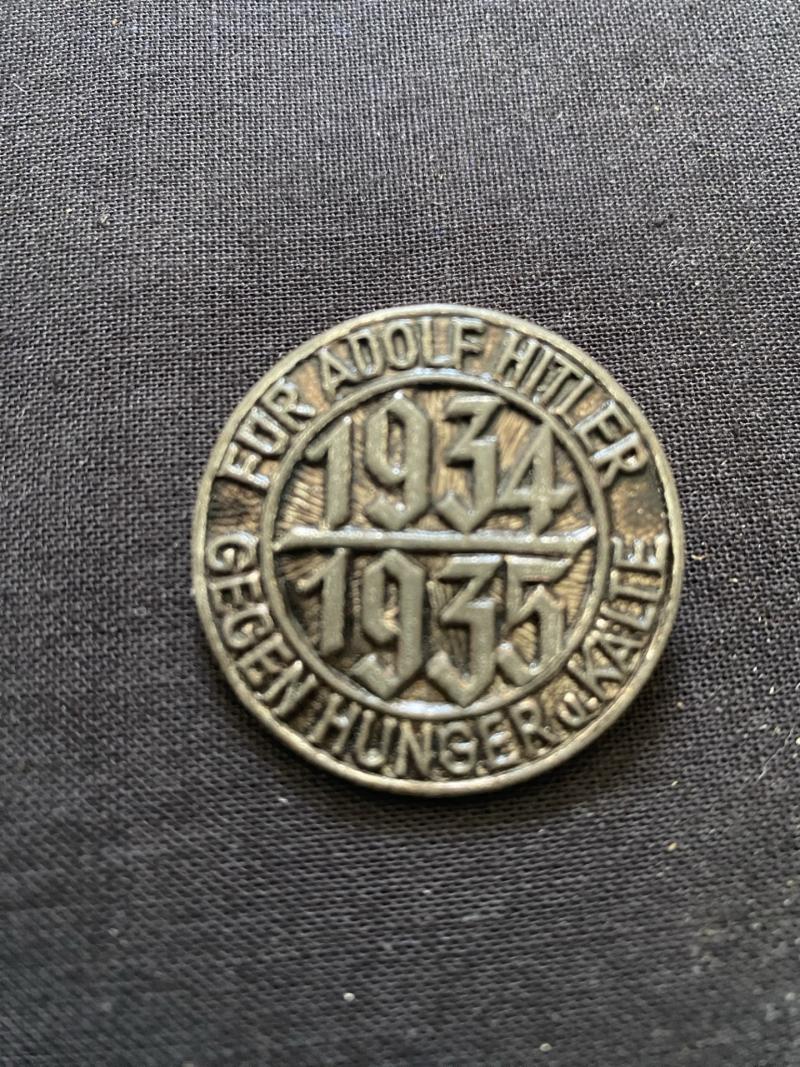 FÜR ADOLF HITLER
1934
1935
GEGEN HUNGER u. KÄLTE